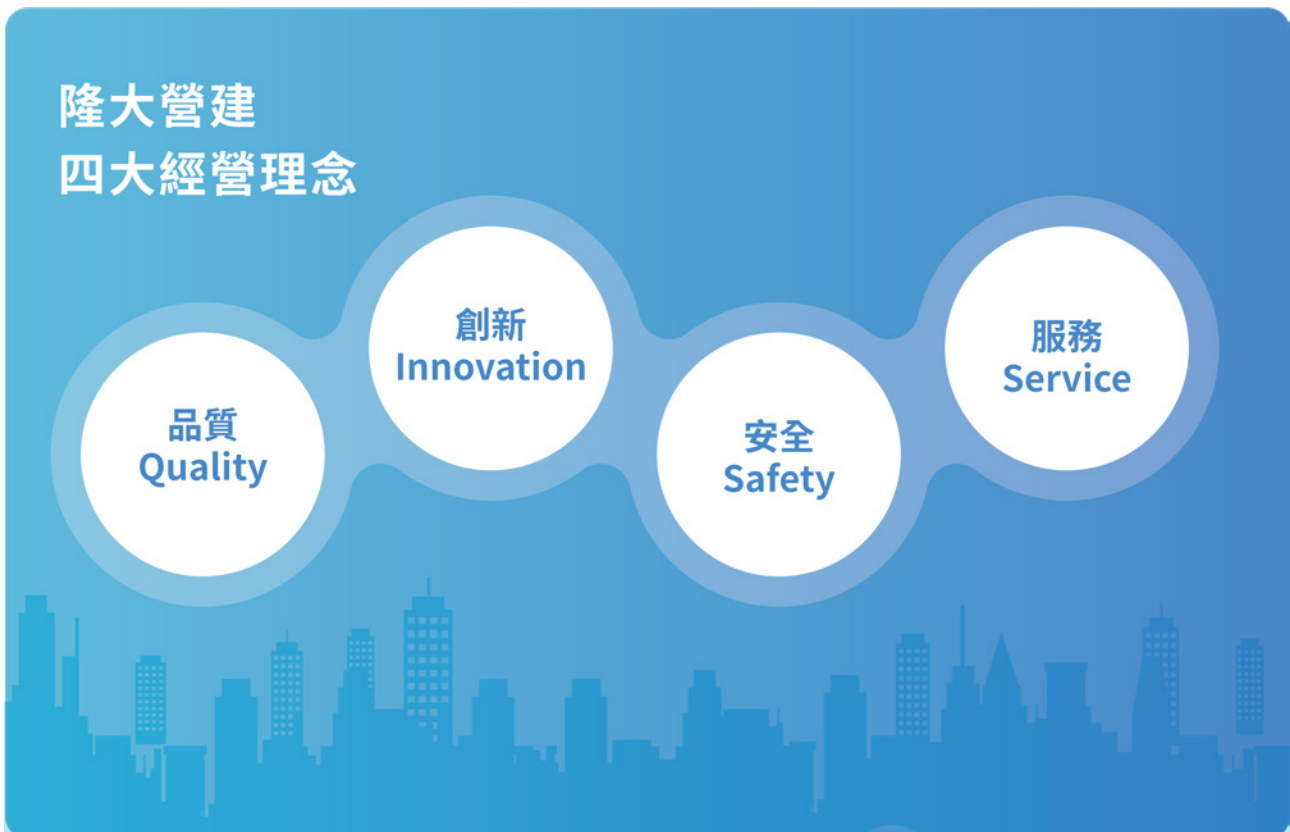 隆大營建
四大經營理念
品質
Quality
創新
Innovation
安全
Safety
服務
Service